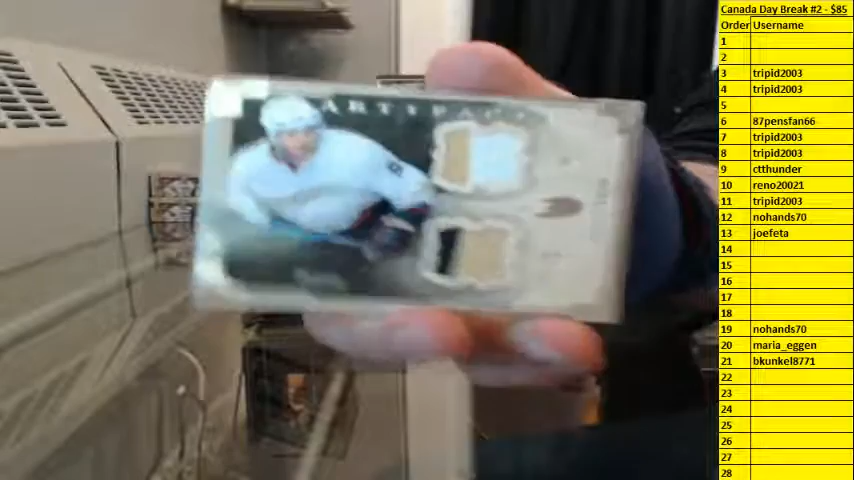 Canada Day Break #2 - $85
Order Username
1
2
3 tripid2003
4 tripid2003
5
6 87pensfan66
7 tripid2003
8 tripid2003
9 ctthunder
10 reno20021
11 tripid2003
12 nohands70
13 joefeta
14
15
16
17
18
19 nohands70
20 maria_eggen
21 bkunkel8771
22
23
24
25
26
27
28